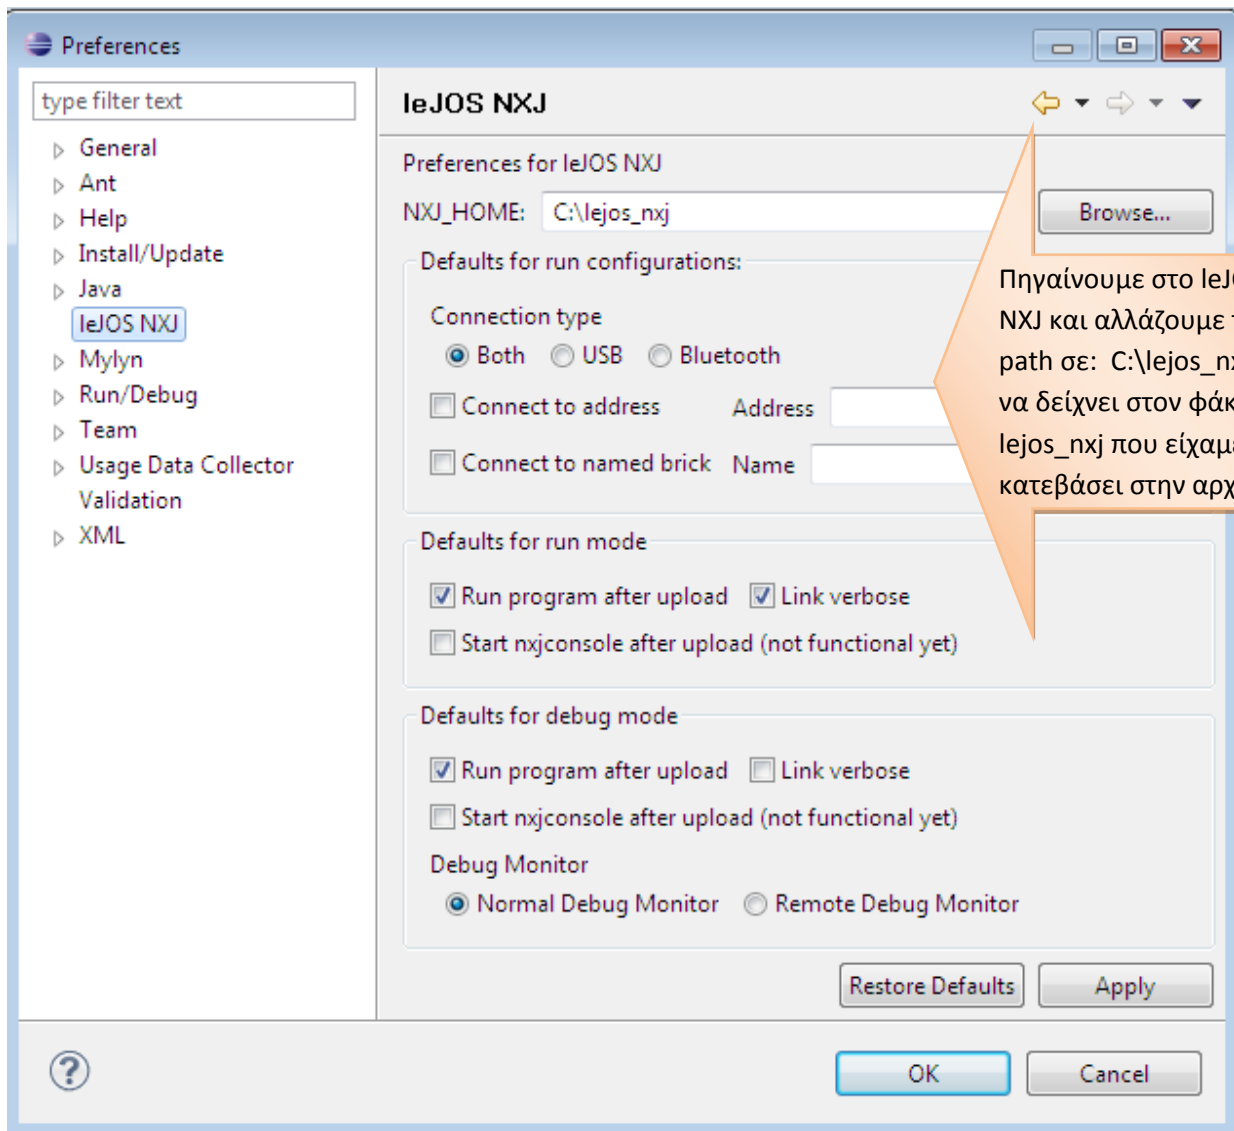 Preferences
type filter text
General
Ant
Help
Install/Update
Java
leJOS NXJ
Mylyn
Run/Debug
Team
Usage Data Collector
Validation
XML
leJOS NXJ
Preferences for leJOS NXJ
NXJ_HOME: C:\lejos_nxj Browse...
Defaults for run configurations:
Connection type
Both USB Bluetooth
Connect to address Address
Connect to named brick Name
Πηγαίνουμε στο
NXJ και αλλάζουμε
path σε:
να δείχνει στον
lejos_nxj που
κατεβάσει στην
Defaults for run mode
Run program after upload Link verbose
Start nxjconsole after upload (not functional yet)
Defaults for debug mode
Run program after upload Link verbose
Start nxjconsole after upload (not functional yet)
Debug Monitor
Normal Debug Monitor Remote Debug Monitor
Restore Defaults Apply
? OK Cancel